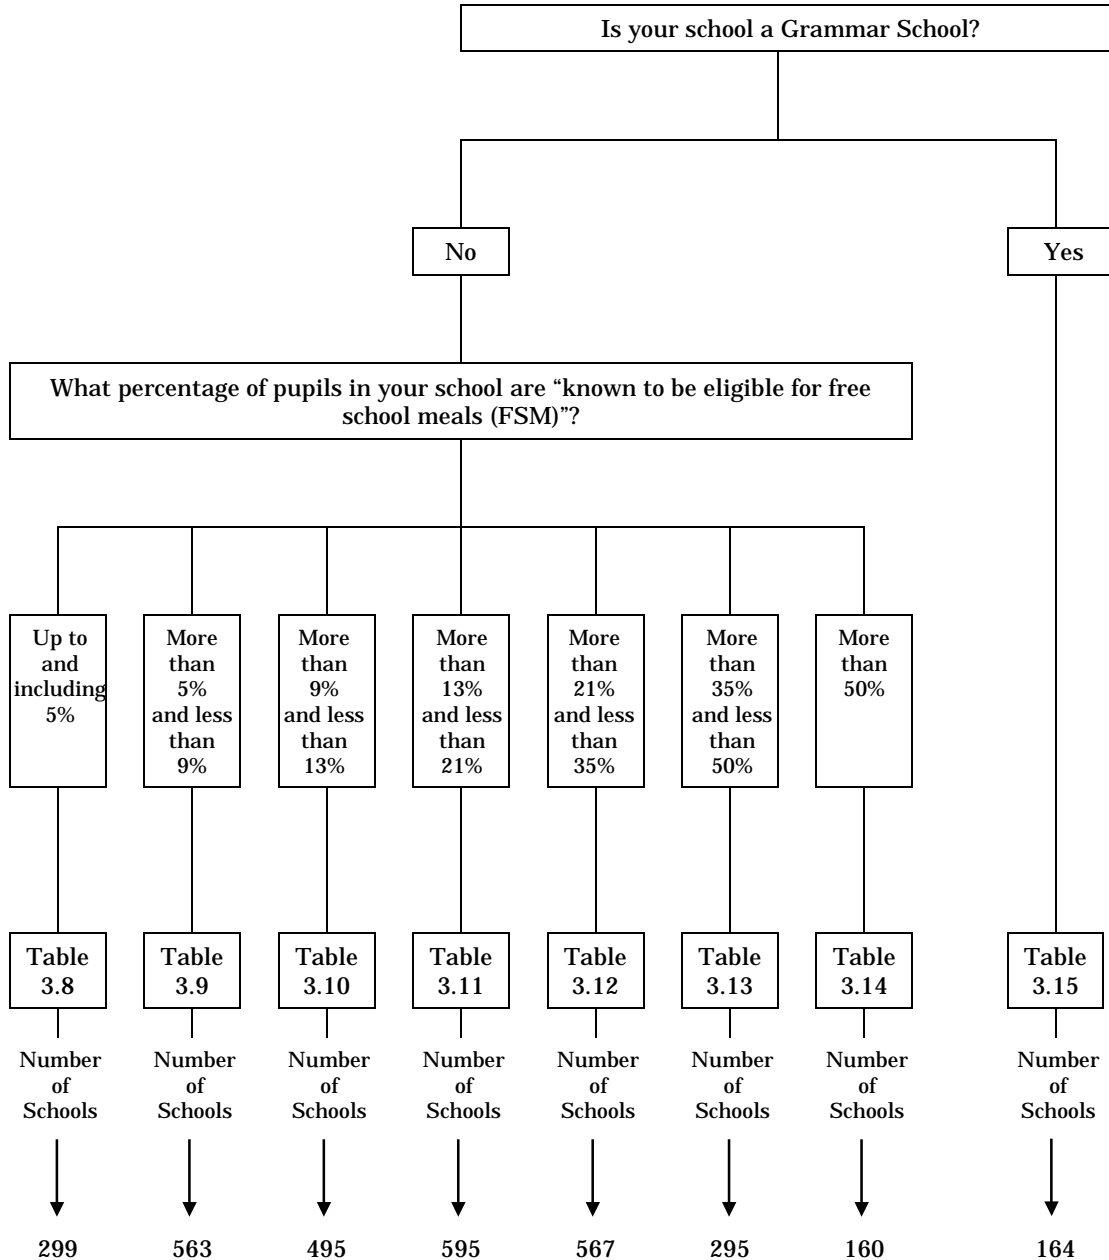 Is your school a Grammar School?
No
Yes
What percentage of pupils in your school are “known to be eligible for free
school meals (FSM)”?
Up to
and
including
5%
More
than
5%
and less
than
9%
More
than
9%
and less
than
13%
More
than
13%
and less
than
21%
More
than
21%
and less
than
35%
More
than
35%
and less
than
50%
More
than
50%
Table
3.8
Table
3.9
Table
3.10
Table
3.11
Table
3.12
Table
3.13
Table
3.14
Table
3.15
Number
of
Schools
Number
of
Schools
Number
of
Schools
Number
of
Schools
Number
of
Schools
Number
of
Schools
Number
of
Schools
Number
of
Schools
299
563
495
595
567
295
160
164